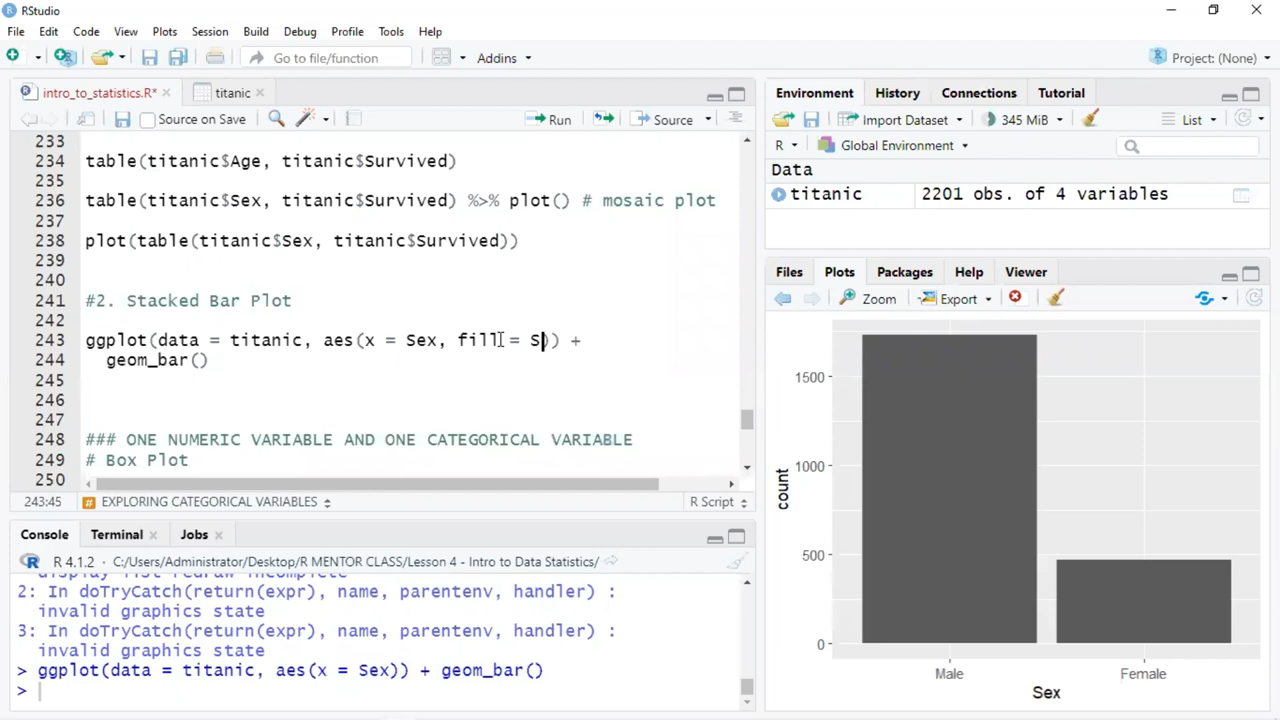 RStudio
File Edit Code View Plots Session Build Debug Profile Tools Help
Go to file/function Addins Project: (None)
intro_to_statistics.R* titanic
Source on Save Run Source
233
234 table(titanic$Age, titanic$Survived)
235
236 table(titanic$Sex, titanic$Survived) %>% plot() # mosaic plot
237
238 plot(table(titanic$Sex, titanic$Survived))
239
240
241 #2. Stacked Bar Plot
242
243 ggplot(data = titanic, aes(x = Sex, fill = S)) +
244 geom_bar()
245
246
247
248 ### ONE NUMERIC VARIABLE AND ONE CATEGORICAL VARIABLE
249 # Box Plot
250
243:45 # EXPLORING CATEGORICAL VARIABLES R Script
Console Terminal Jobs
R 4.1.2 · C:/Users/Administrator/Desktop/R MENTOR CLASS/Lesson 4 - Intro to Data Statistics/
display list redraw incomplete
2: In doTryCatch(return(expr), name, parentenv, handler) :
invalid graphics state
3: In doTryCatch(return(expr), name, parentenv, handler) :
invalid graphics state
> ggplot(data = titanic, aes(x = Sex)) + geom_bar()
>
Environment History Connections Tutorial
Import Dataset 345 MiB List
R Global Environment
Data
titanic 2201 obs. of 4 variables
Files Plots Packages Help Viewer
Zoom Export
1500
1000
500
0
count
Male Female
Sex